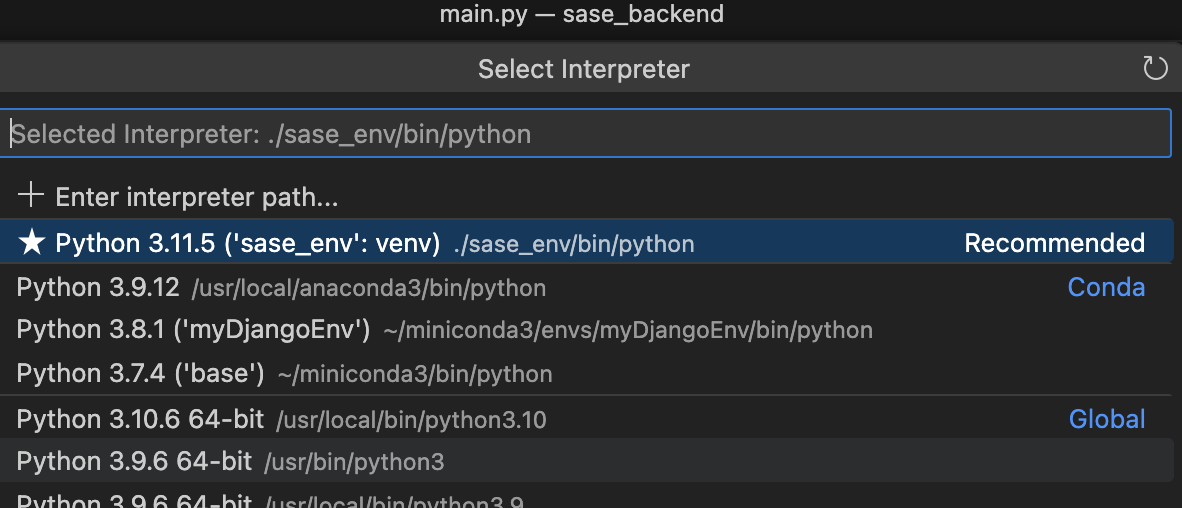 main.py — sase_backend
Select Interpreter
Selected Interpreter: ./sase_env/bin/python
Enter interpreter path...
Python 3.11.5 ('sase_env': venv) ./sase_env/bin/python Recommended
Python 3.9.12 /usr/local/anaconda3/bin/python Conda
Python 3.8.1 ('myDjangoEnv') ~/miniconda3/envs/myDjangoEnv/bin/python
Python 3.7.4 ('base') ~/miniconda3/bin/python
Python 3.10.6 64-bit /usr/local/bin/python3.10 Global
Python 3.9.6 64-bit /usr/bin/python3
Python 3.9.6 64-bit /usr/local/bin/python3.9